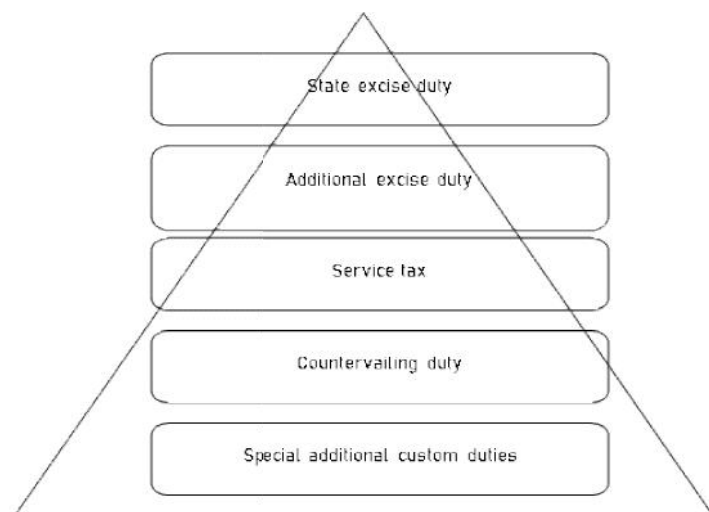 State excise duty
Additional excise duty
Service tax
Countervailing duty
Special additional custom duties